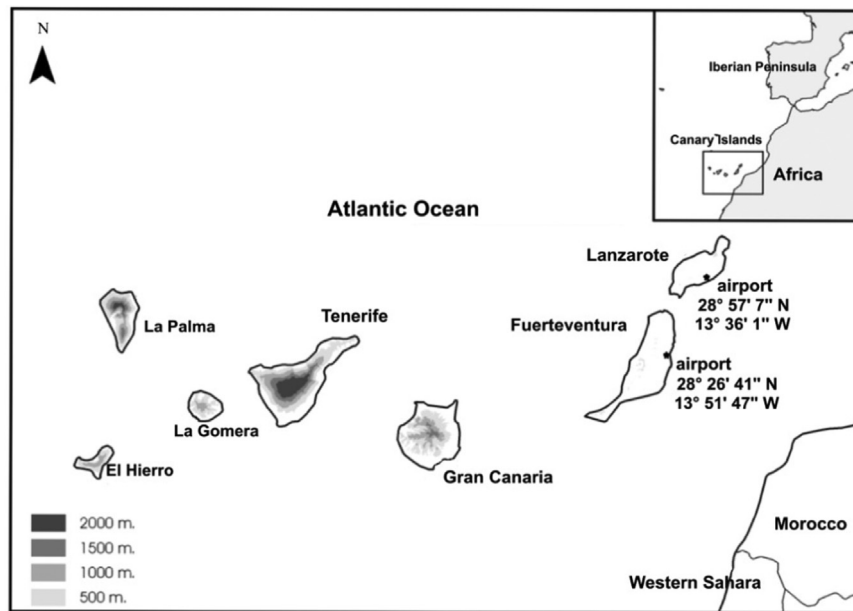 N
Iberian Peninsula
Canary Islands
Africa
Atlantic Ocean
Lanzarote
airport
28° 57' 7" N
13° 36' 1" W
La Palma
Tenerife
Fuerteventura
airport
28° 26' 41" N
13° 51' 47" W
La Gomera
El Hierro
Gran Canaria
2000 m.
1500 m.
1000 m.
500 m.
Morocco
Western Sahara